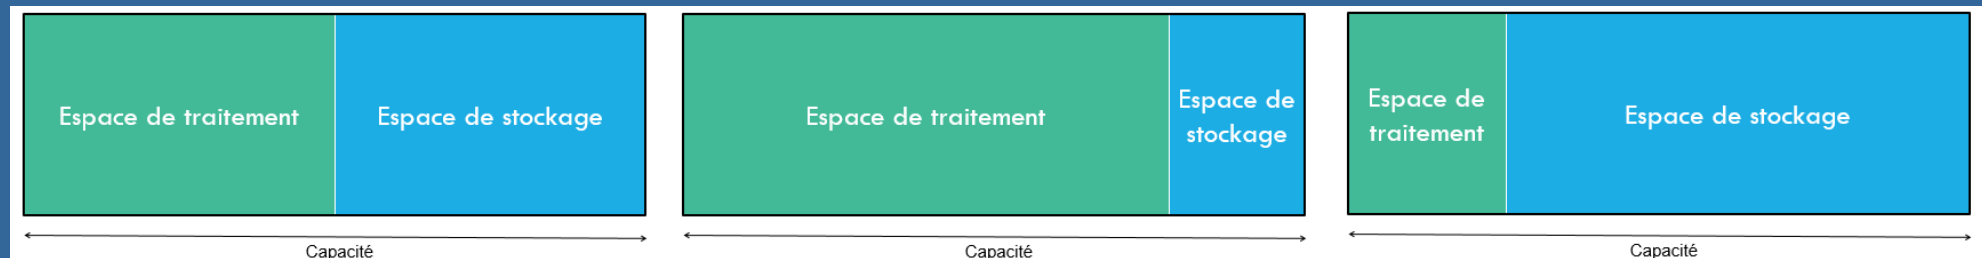 Espace de traitement
Espace de stockage
Capacité
Espace de traitement
Espace de
stockage
Capacité
Espace de
traitement
Espace de stockage
Capacité